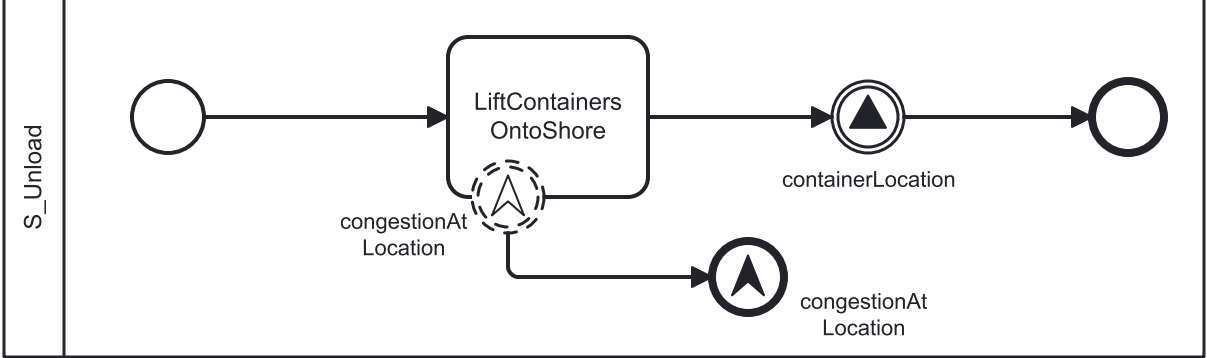 S_Unload
LiftContainers
OntoShore
containerLocation
congestionAt
Location
congestionAt
Location